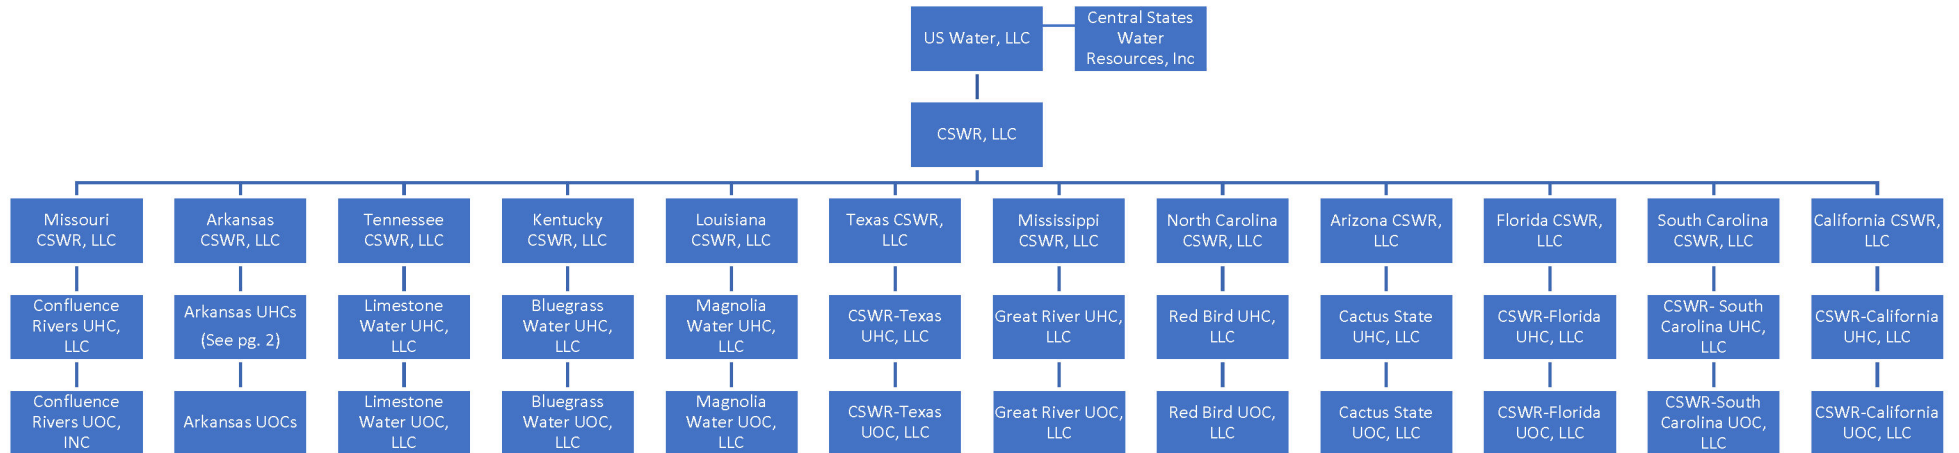 US Water, LLC
Central States
Water
Resources, Inc
CSWR, LLC
Missouri
CSWR, LLC
Arkansas
CSWR, LLC
Tennessee
CSWR, LLC
Kentucky
CSWR, LLC
Louisiana
CSWR, LLC
Texas CSWR,
LLC
Mississippi
CSWR, LLC
North Carolina
CSWR, LLC
Arizona CSWR,
LLC
Florida CSWR,
LLC
South Carolina
CSWR, LLC
California CSWR,
LLC
Confluence
Rivers UHC,
LLC
Arkansas UHCs
(See pg. 2)
Limestone
Water UHC,
LLC
Bluegrass
Water UHC,
LLC
Magnolia
Water UHC,
LLC
CSWR-Texas
UHC, LLC
Great River UHC,
LLC
Red Bird UHC,
LLC
Cactus State
UHC, LLC
CSWR-Florida
UHC, LLC
CSWR- South
Carolina UHC,
LLC
CSWR-California
UHC, LLC
Confluence
Rivers UOC,
INC
Arkansas UOCs
Limestone
Water UOC,
LLC
Bluegrass
Water UOC,
LLC
Magnolia
Water UOC,
LLC
CSWR-Texas
UOC, LLC
Great River UOC,
LLC
Red Bird UOC,
LLC
Cactus State
UOC, LLC
CSWR-Florida
UOC, LLC
CSWR-South
Carolina UOC,
LLC
CSWR-California
UOC, LLC